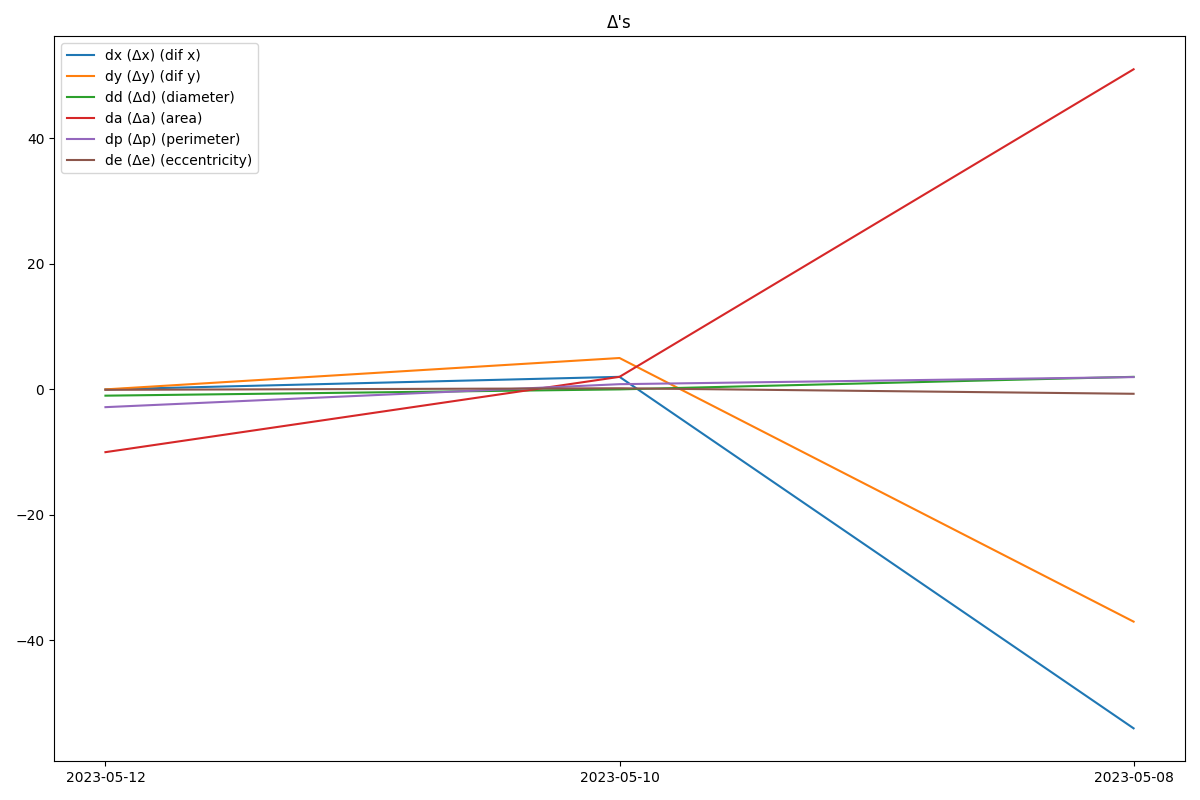 Δ's
dx (Δx) (dif x)
dy (Δy) (dif y)
dd (Δd) (diameter)
da (Δa) (area)
dp (Δp) (perimeter)
de (Δe) (eccentricity)
40
20
0
−20
−40
2023-05-12
2023-05-10
2023-05-08